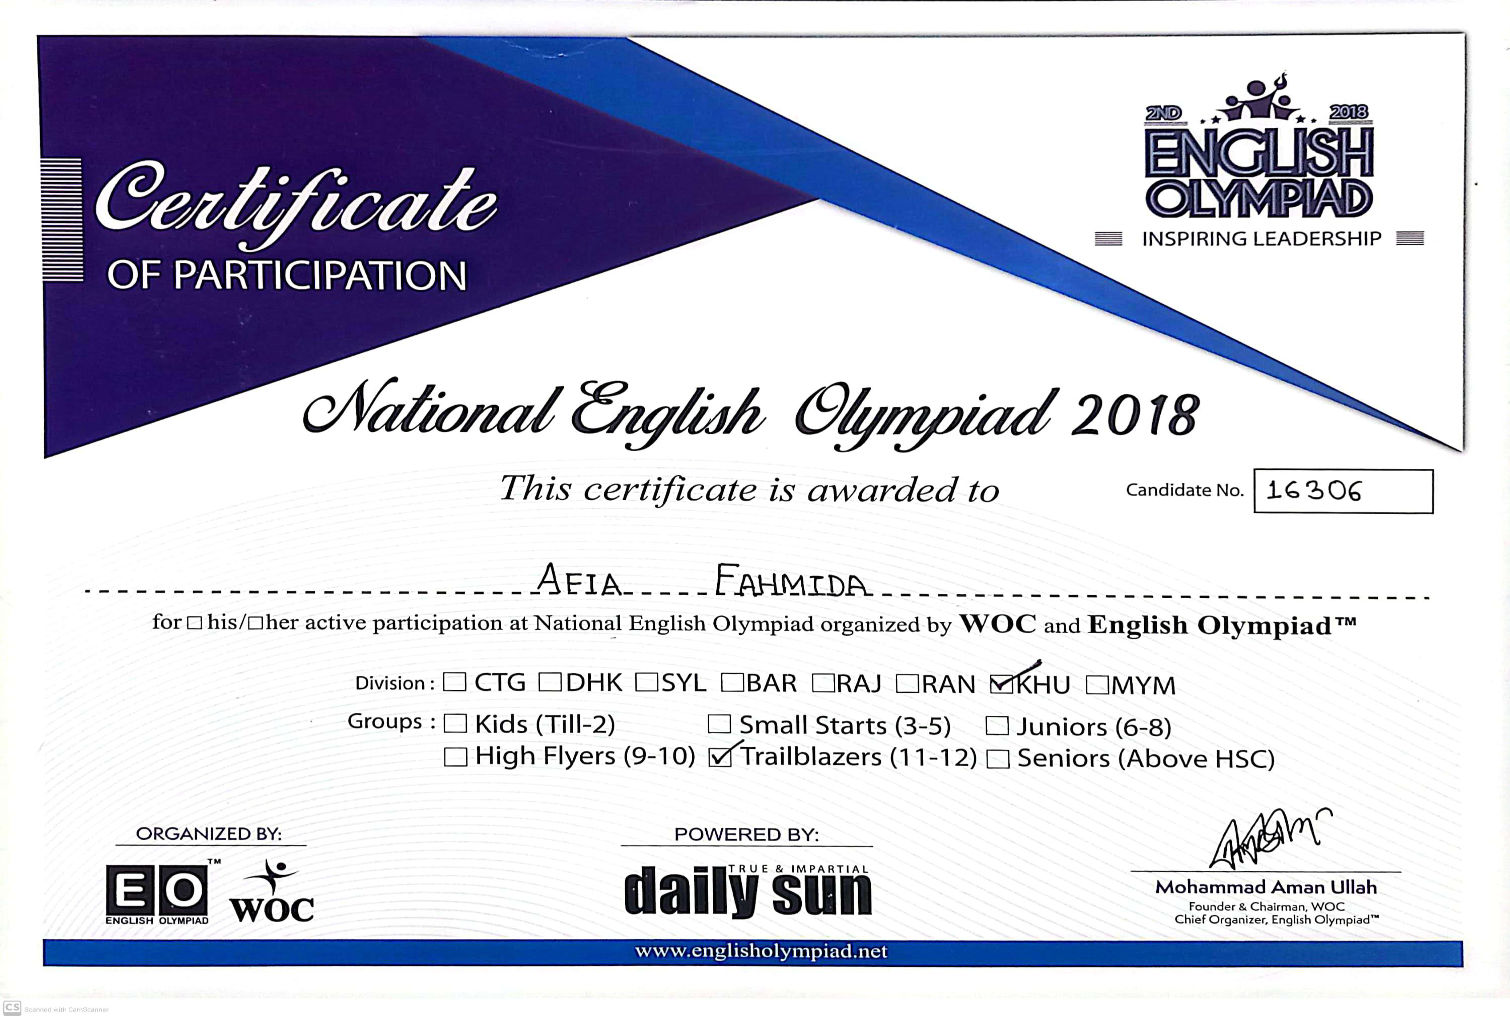 2ND 2018
ENGLISH
OLYMPIAD
INSPIRING LEADERSHIP
Certificate
OF PARTICIPATION
National English Olympiad 2018
This certificate is awarded to
Candidate No. 16306
AFIA FAHMIDA
for ☐ his/☐her active participation at National English Olympiad organized by WOC and English Olympiad™
Division : ☐ CTG ☐ DHK ☐ SYL ☐ BAR ☐ RAJ ☐ RAN ☑ KHU ☐ MYM
Groups : ☐ Kids (Till-2) ☐ Small Starts (3-5) ☐ Juniors (6-8)
☐ High Flyers (9-10) ☑ Trailblazers (11-12) ☐ Seniors (Above HSC)
ORGANIZED BY:
EO™
ENGLISH OLYMPIAD
WOC
POWERED BY:
TRUE & IMPARTIAL
daily sun
Mohammad Aman Ullah
Founder & Chairman, WOC
Chief Organizer, English Olympiad™
www.englisholympiad.net
CS Scanned with CamScanner